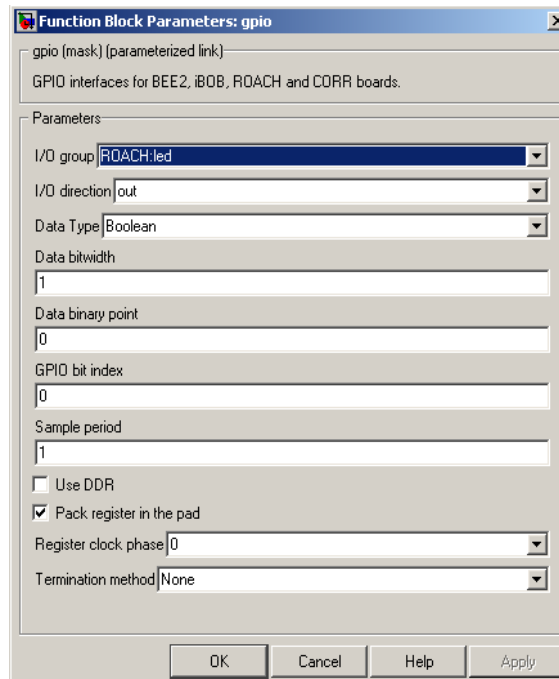 Function Block Parameters: gpio
gpio (mask) (parameterized link)
GPIO interfaces for BEE2, iBOB, ROACH and CORR boards.
Parameters
I/O group ROACH:led
I/O direction out
Data Type Boolean
Data bitwidth
1
Data binary point
0
GPIO bit index
0
Sample period
1
Use DDR
Pack register in the pad
Register clock phase 0
Termination method None
OK Cancel Help Apply